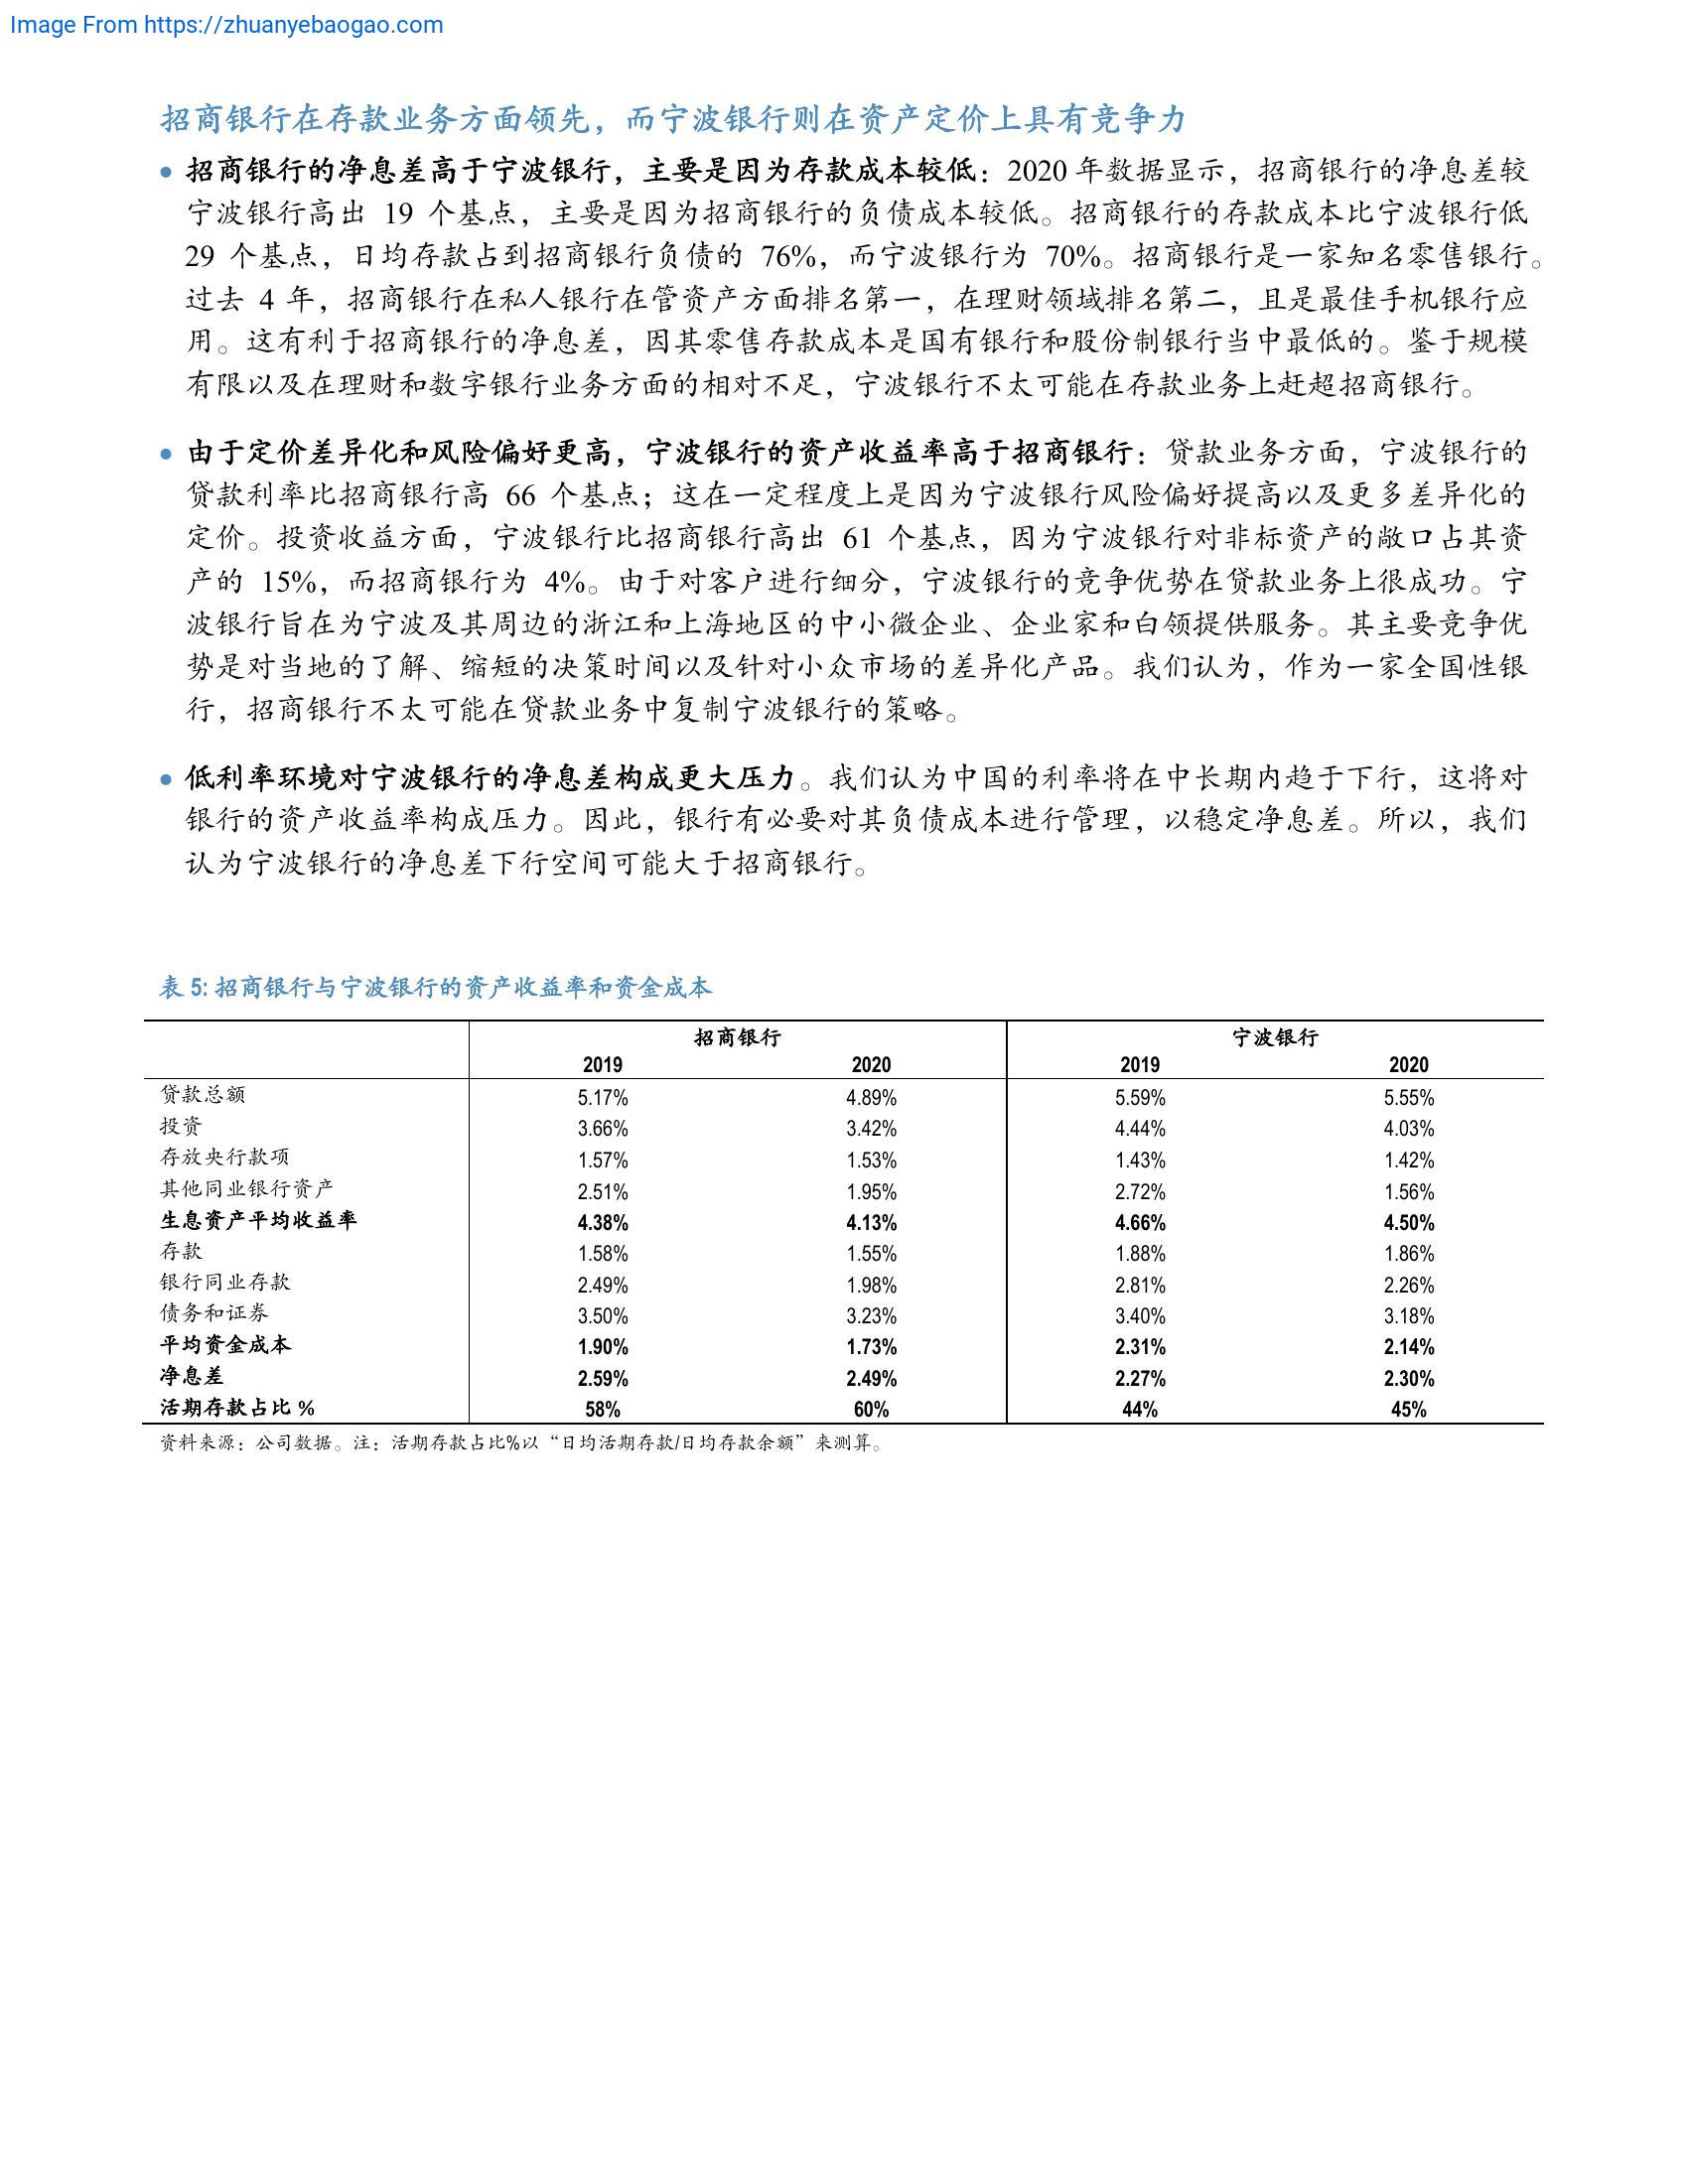 Image From https://zhuanyebaogao.com
招商银行在存款业务方面领先，而宁波银行则在资产定价上具有竞争力
• 招商银行的净息差高于宁波银行，主要是因为存款成本较低：2020 年数据显示，招商银行的净息差较
宁波银行高出 19 个基点，主要是因为招商银行的负债成本较低。招商银行的存款成本比宁波银行低
29 个基点，日均存款占到招商银行负债的 76%，而宁波银行为 70%。招商银行是一家知名零售银行。
过去 4 年，招商银行在私人银行在管资产方面排名第一，在理财领域排名第二，且是最佳手机银行应
用。这有利于招商银行的净息差，因其零售存款成本是国有银行和股份制银行当中最低的。鉴于规模
有限以及在理财和数字银行业务方面的相对不足，宁波银行不太可能在存款业务上赶超招商银行。
• 由于定价差异化和风险偏好更高，宁波银行的资产收益率高于招商银行：贷款业务方面，宁波银行的
贷款利率比招商银行高 66 个基点；这在一定程度上是因为宁波银行风险偏好提高以及更多差异化的
定价。投资收益方面，宁波银行比招商银行高出 61 个基点，因为宁波银行对非标资产的敞口占其资
产的 15%，而招商银行为 4%。由于对客户进行细分，宁波银行的竞争优势在贷款业务上很成功。宁
波银行旨在为宁波及其周边的浙江和上海地区的中小微企业、企业家和白领提供服务。其主要竞争优
势是对当地的了解、缩短的决策时间以及针对小众市场的差异化产品。我们认为，作为一家全国性银
行，招商银行不太可能在贷款业务中复制宁波银行的策略。
• 低利率环境对宁波银行的净息差构成更大压力。我们认为中国的利率将在中长期内趋于下行，这将对
银行的资产收益率构成压力。因此，银行有必要对其负债成本进行管理，以稳定净息差。所以，我们
认为宁波银行的净息差下行空间可能大于招商银行。
表 5: 招商银行与宁波银行的资产收益率和资金成本
招商银行 宁波银行
2019 2020 2019 2020
贷款总额 5.17% 4.89% 5.59% 5.55%
投资 3.66% 3.42% 4.44% 4.03%
存放央行款项 1.57% 1.53% 1.43% 1.42%
其他同业银行资产 2.51% 1.95% 2.72% 1.56%
生息资产平均收益率 4.38% 4.13% 4.66% 4.50%
存款 1.58% 1.55% 1.88% 1.86%
银行同业存款 2.49% 1.98% 2.81% 2.26%
债务和证券 3.50% 3.23% 3.40% 3.18%
平均资金成本 1.90% 1.73% 2.31% 2.14%
净息差 2.59% 2.49% 2.27% 2.30%
活期存款占比 % 58% 60% 44% 45%
资料来源：公司数据。注：活期存款占比%以“日均活期存款/日均存款余额”来测算。